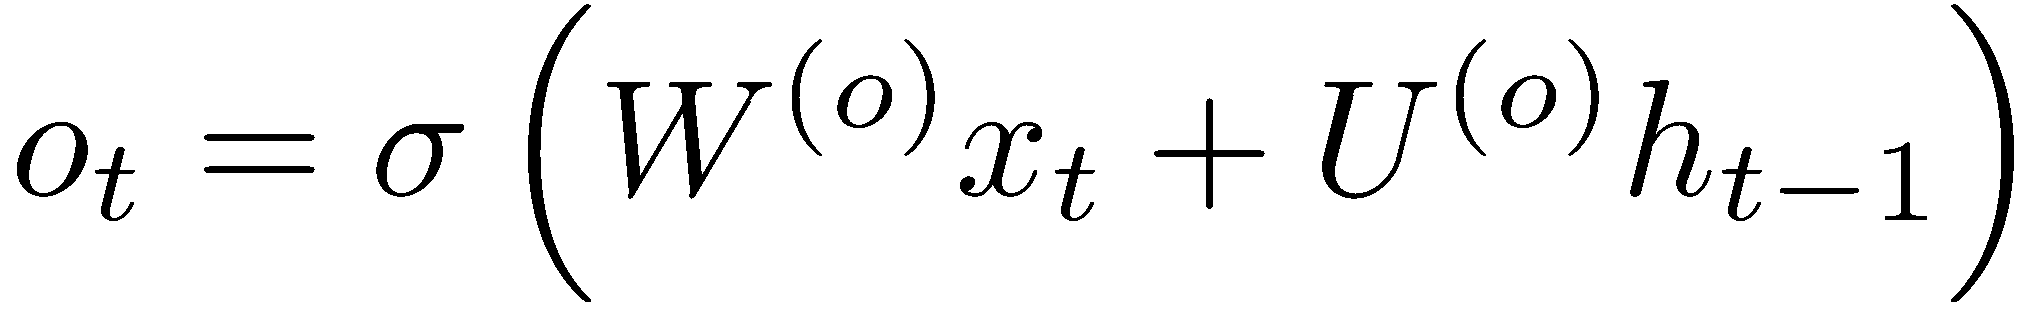 o_t = \sigma \left( W^{(o)} x_t + U^{(o)} h_{t-1} \right)